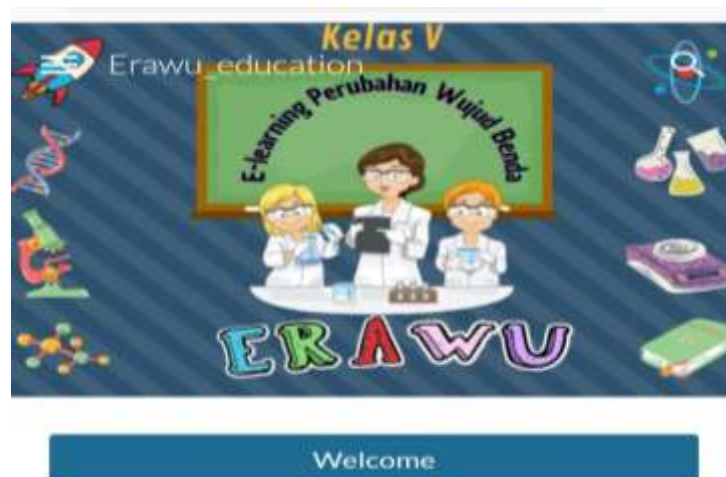 Kelas V
Erawu_education
E-learning Perubahan Wujud Benda
ERAWU
Welcome